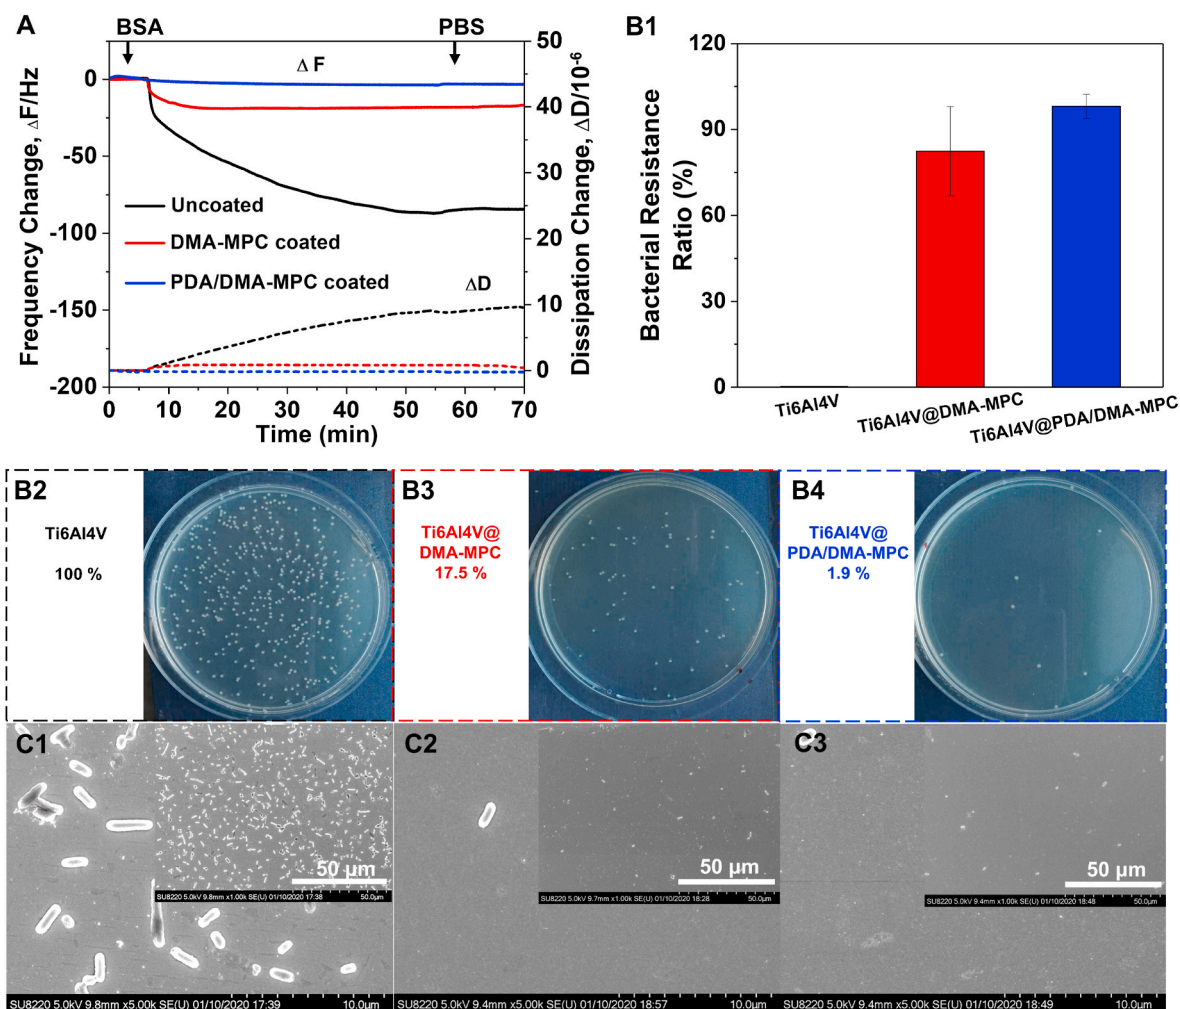 A
BSA
PBS
Δ F
Frequency Change, ΔF/Hz
0
-50
-100
-150
-200
Uncoated
DMA-MPC coated
PDA/DMA-MPC coated
ΔD
50
40
30
20
10
0
Dissipation Change, ΔD/10-6
0 10 20 30 40 50 60 70
Time (min)
B1
Bacterial Resistance
Ratio (%)
120
90
60
30
0
Ti6Al4V
Ti6Al4V@DMA-MPC
Ti6Al4V@PDA/DMA-MPC
B2
Ti6Al4V
100 %
B3
Ti6Al4V@
DMA-MPC
17.5 %
B4
Ti6Al4V@
PDA/DMA-MPC
1.9 %
C1
50 μm
SU8220 5.0kV 9.8mm x1.00k SE(U) 01/10/2020 17:38 50.0μm
SU8220 5.0kV 9.8mm x5.00k SE(U) 01/10/2020 17:39 10.0μm
C2
50 μm
SU8220 5.0kV 9.7mm x1.00k SE(U) 01/10/2020 18:28 50.0μm
SU8220 5.0kV 9.4mm x5.00k SE(U) 01/10/2020 18:57 10.0μm
C3
50 μm
SU8220 5.0kV 9.4mm x1.00k SE(U) 01/10/2020 18:48 50.0μm
SU8220 5.0kV 9.4mm x5.00k SE(U) 01/10/2020 18:49 10.0μm